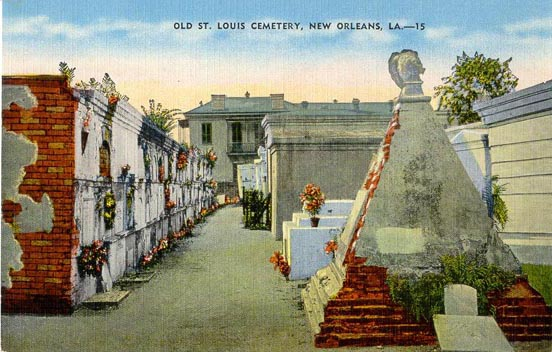 OLD ST. LOUIS CEMETERY, NEW ORLEANS, LA.—15